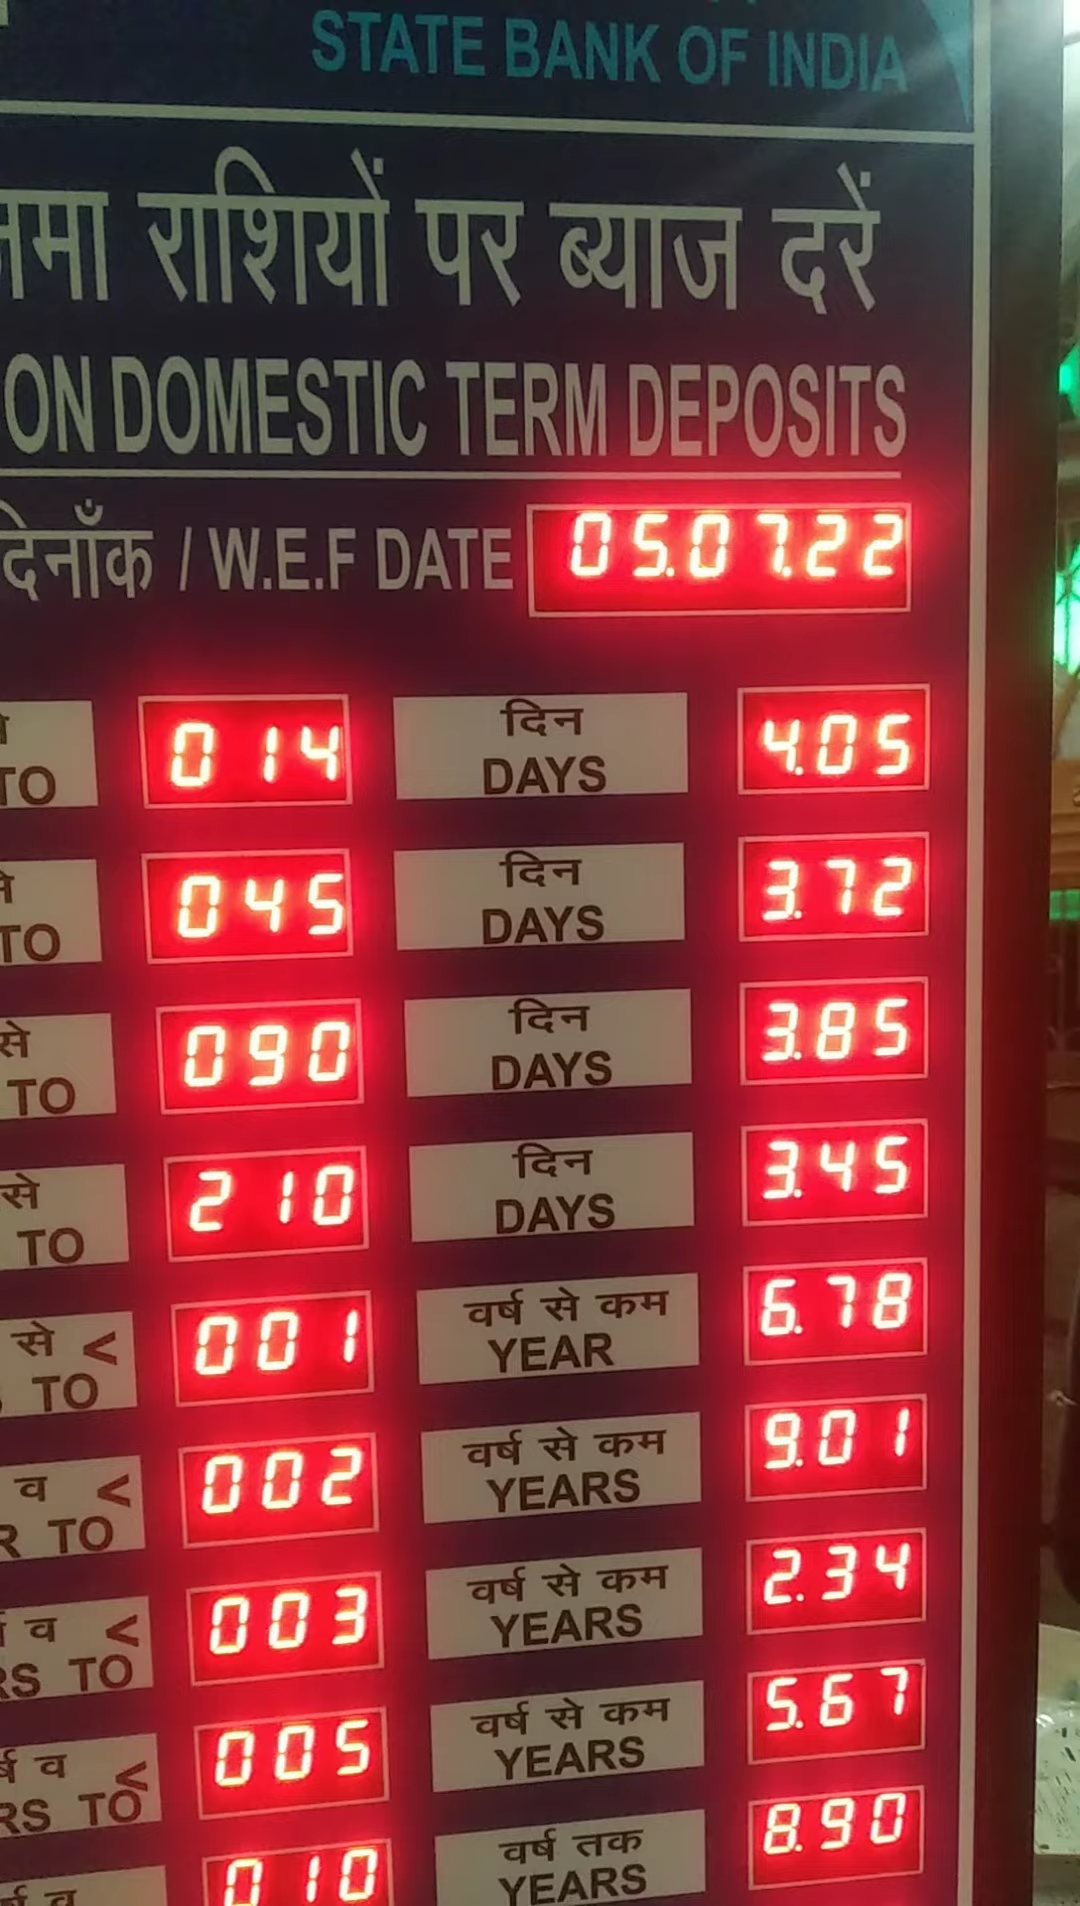 STATE BANK OF INDIA
जमा राशियों पर ब्याज दरें
ON DOMESTIC TERM DEPOSITS
दिनाँक / W.E.F DATE 05.07.22
दिन
TO 014 DAYS 4.05
दिन
TO 045 DAYS 3.72
से दिन
TO 090 DAYS 3.85
से दिन
TO 210 DAYS 3.45
से < वर्ष से कम
TO 001 YEAR 6.78
व < वर्ष से कम
R TO 002 YEARS 9.01
व < वर्ष से कम
RS TO 003 YEARS 2.34
र्ष व < वर्ष से कम
RS TO 005 YEARS 5.67
र्ष व वर्ष तक
010 YEARS 8.90